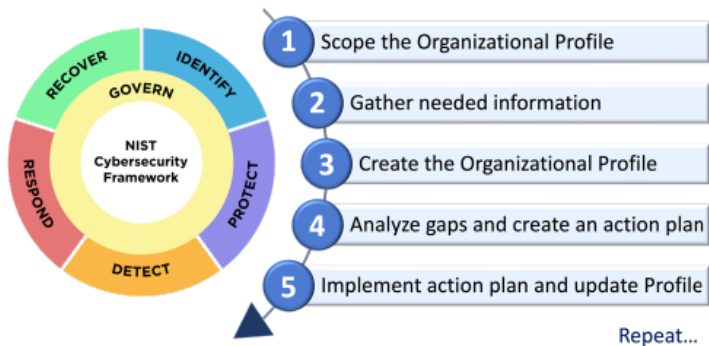 RECOVER
IDENTIFY
GOVERN
NIST
Cybersecurity
Framework
RESPOND
PROTECT
DETECT
1 Scope the Organizational Profile
2 Gather needed information
3 Create the Organizational Profile
4 Analyze gaps and create an action plan
5 Implement action plan and update Profile
Repeat...